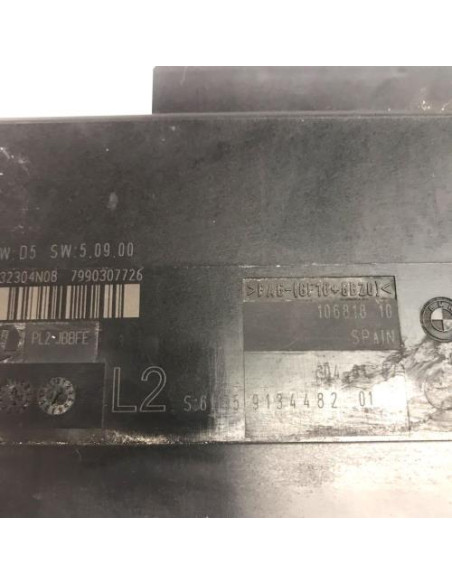 W:D5 SW:5.09.00
32304N08 7990307726
>PA6-(GF10+GB20)<
106818 10
SPAIN
PLZ-JBBFE
L2
9134482 01